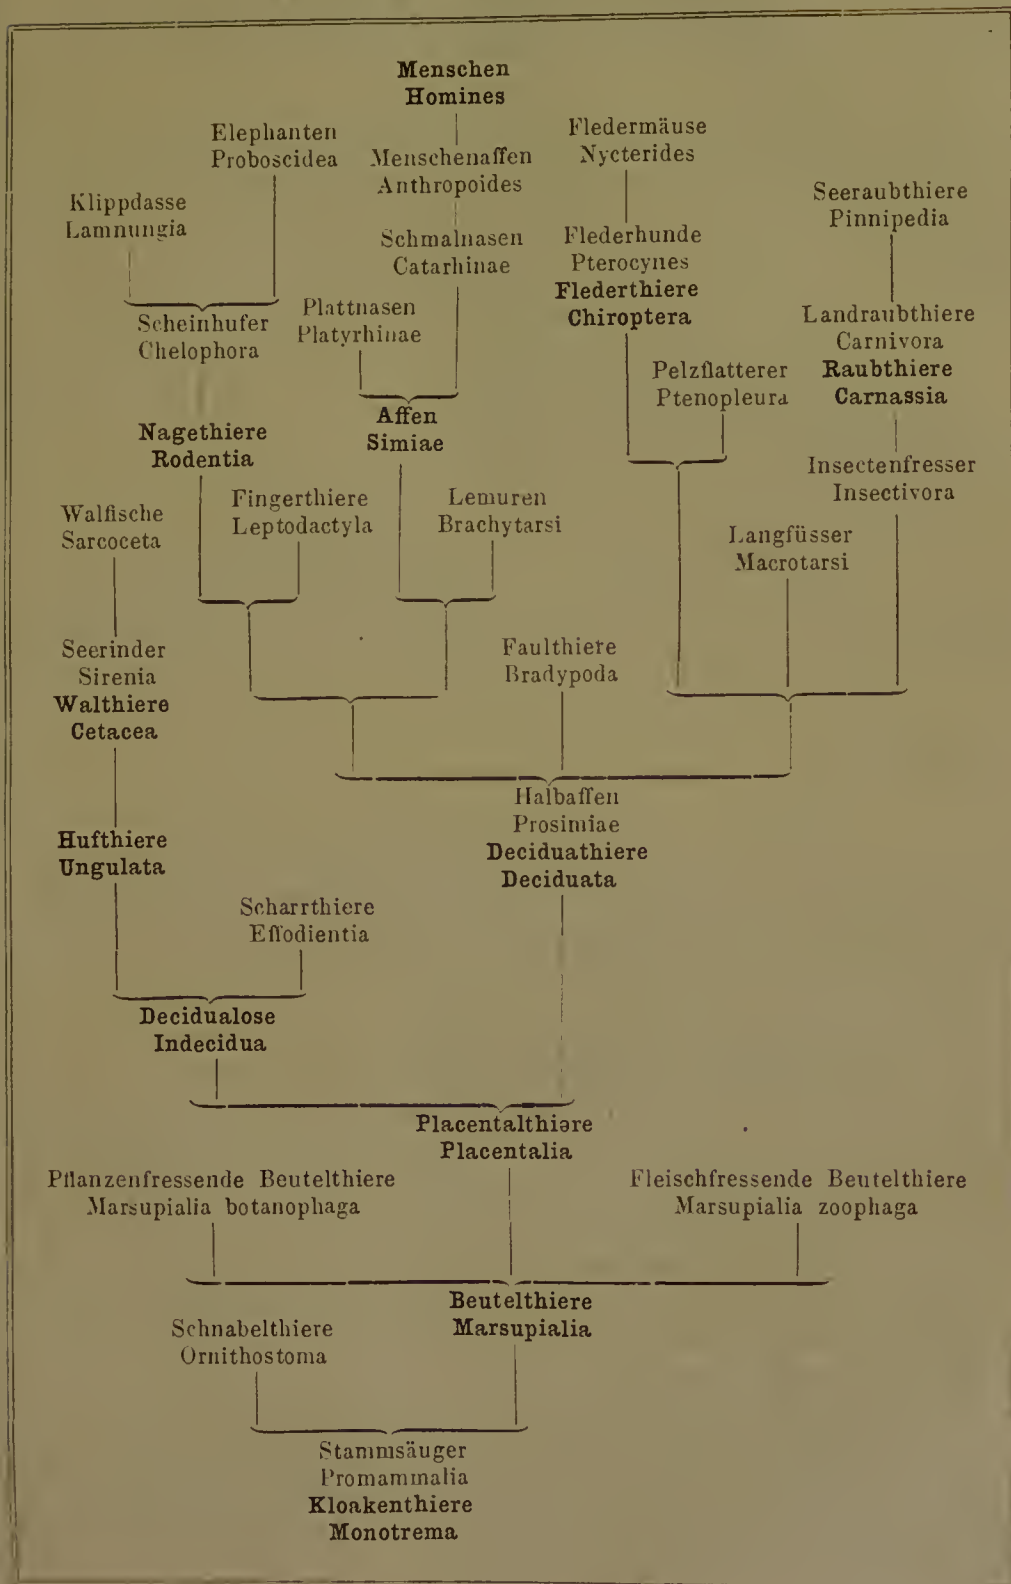 Menschen
Homines
Elephanten
Proboscidea
Menschenaffen
Anthropoides
Fledermäuse
Nycterides
Klippdasse
Lamnungia
Seeraubthiere
Pinnipedia
Schmalnasen
Catarhinae
Flederhunde
Pterocynes
Flederthiere
Chiroptera
Scheinhufer
Chelophora
Plattnasen
Platyrhinae
Landraubthiere
Carnivora
Raubthiere
Carnassia
Pelzflatterer
Ptenopleura
Nagethiere
Rodentia
Affen
Simiae
Insectenfresser
Insectivora
Walfische
Sarcoceta
Fingerthiere
Leptodactyla
Lemuren
Brachytarsi
Langfüsser
Macrotarsi
Seerinder
Sirenia
Walthiere
Cetacea
Faulthiere
Bradypoda
Halbaffen
Prosimiae
Deciduathiere
Deciduata
Hufthiere
Ungulata
Scharrthiere
Effodientia
Decidualose
Indecidua
Placentalthiere
Placentalia
Pflanzenfressende Beutelthiere
Marsupialia botanophaga
Fleischfressende Beutelthiere
Marsupialia zoophaga
Beutelthiere
Marsupialia
Schnabelthiere
Ornithostoma
Stammsäuger
Promammalia
Kloakenthiere
Monotrema